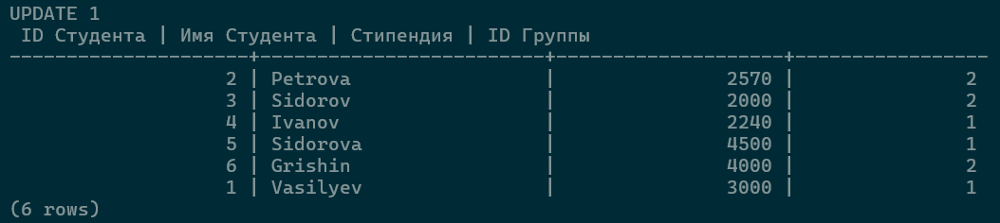 UPDATE 1
ID Студента | Имя Студента | Стипендия | ID Группы
---------------------+-------------------------+--------------------+-----------------
2 | Petrova | 2570 | 2
3 | Sidorov | 2000 | 2
4 | Ivanov | 2240 | 1
5 | Sidorova | 4500 | 1
6 | Grishin | 4000 | 2
1 | Vasilyev | 3000 | 1
(6 rows)